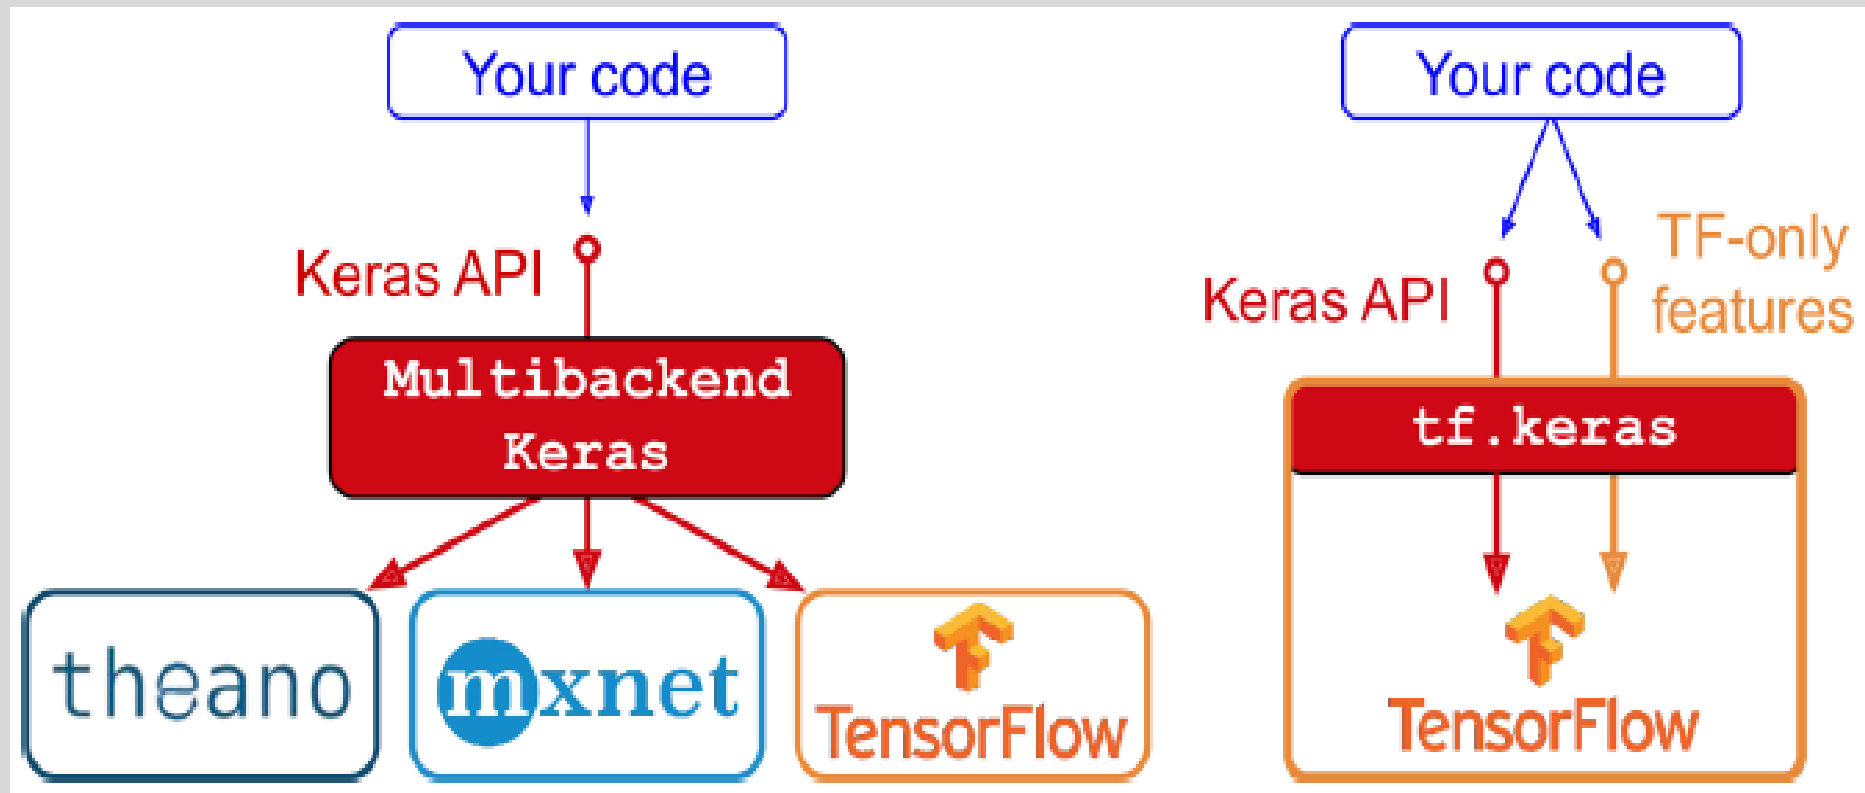 Your code
Keras API
Multibackend
Keras
theano
mxnet
TensorFlow
Your code
Keras API
TF-only
features
tf.keras
TensorFlow